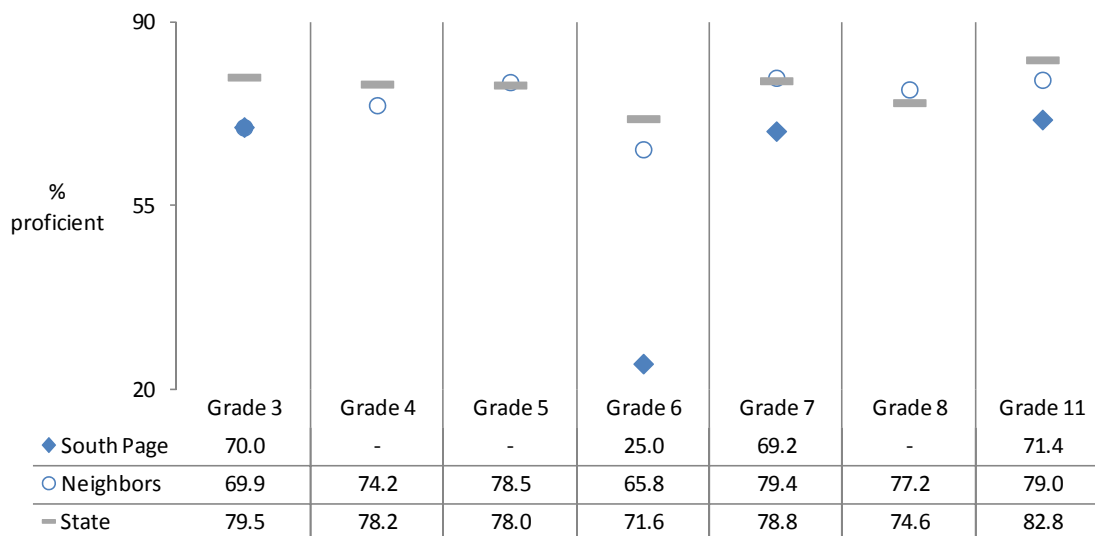 90
%
proficient
55
20
Grade 3 Grade 4 Grade 5 Grade 6 Grade 7 Grade 8 Grade 11
South Page 70.0 - - 25.0 69.2 - 71.4
Neighbors 69.9 74.2 78.5 65.8 79.4 77.2 79.0
State 79.5 78.2 78.0 71.6 78.8 74.6 82.8